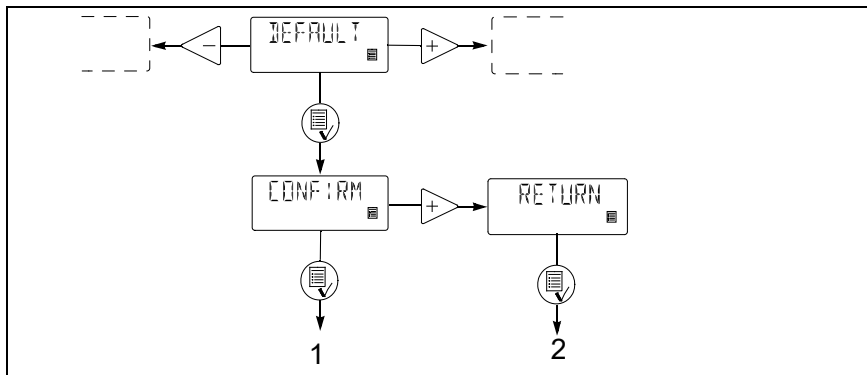 DEFAULT
CONFIRM
RETURN
1
2